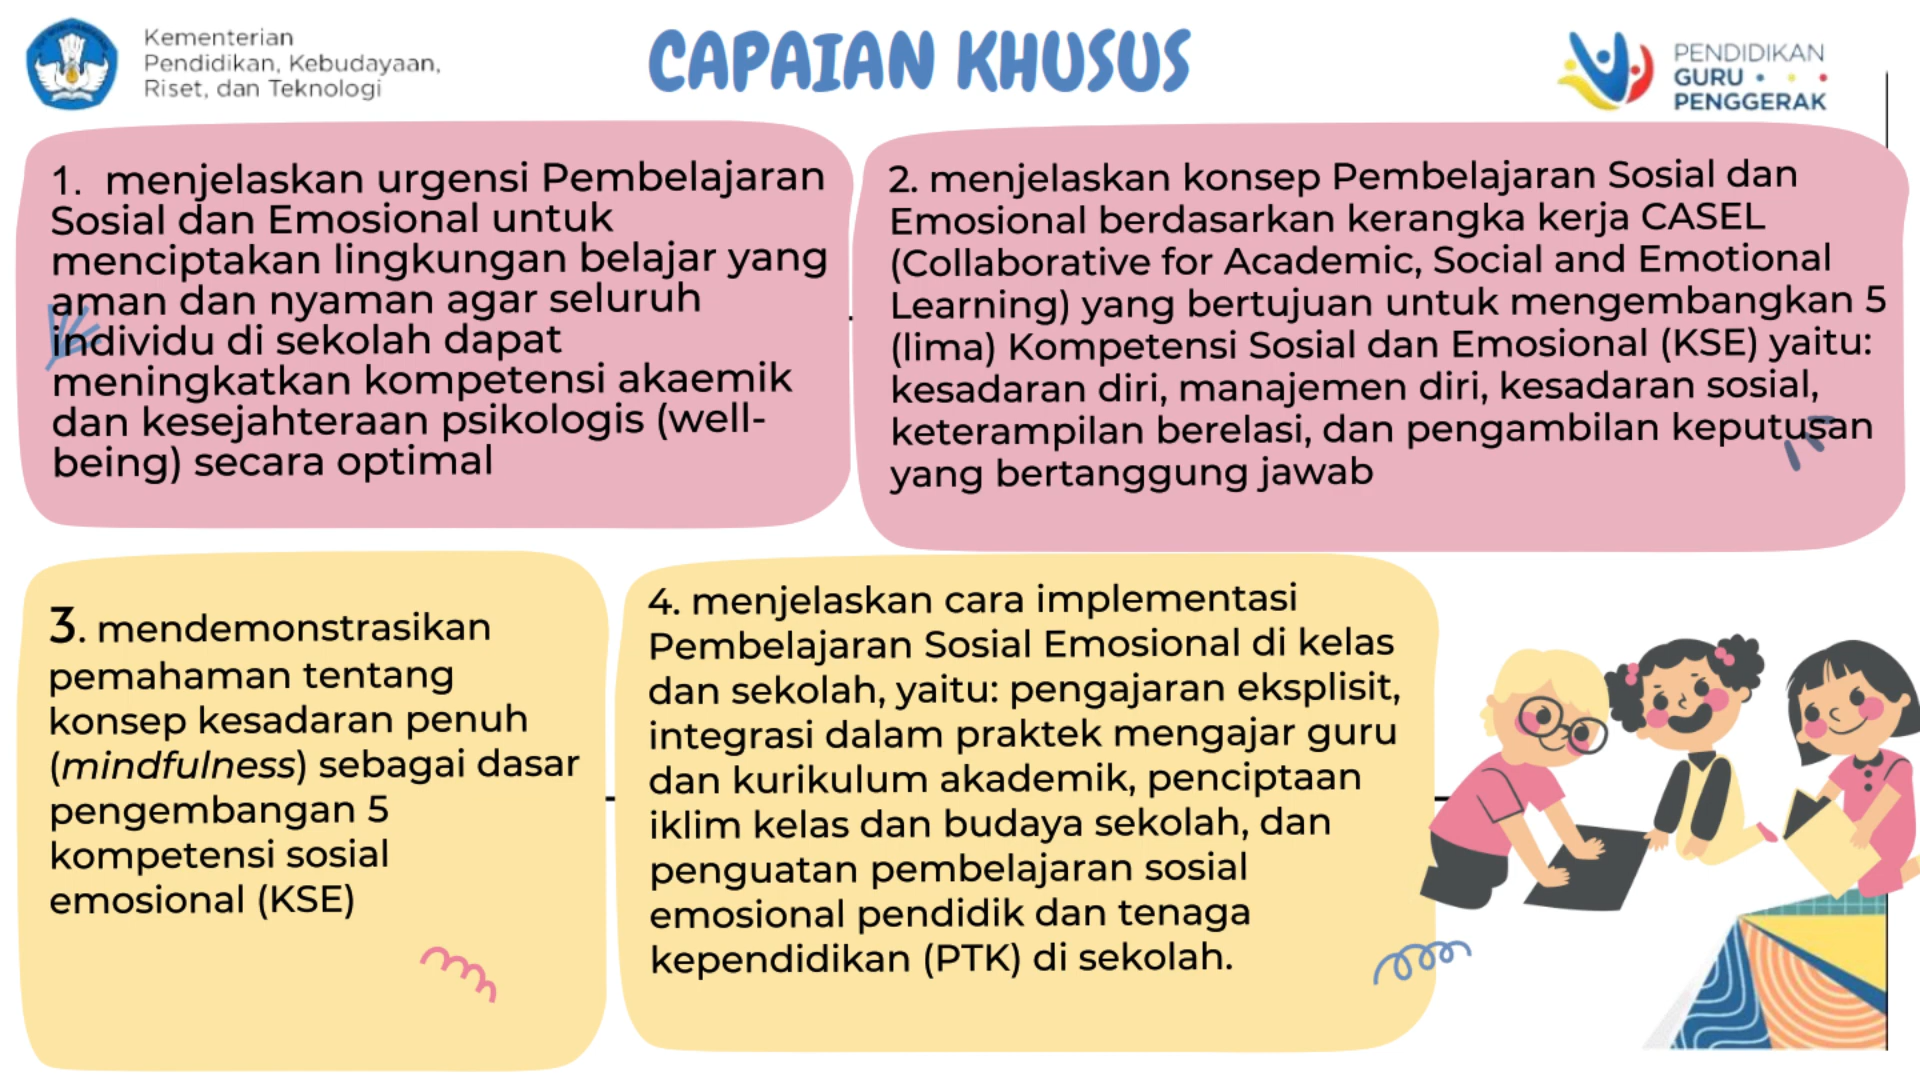 Kementerian
Pendidikan, Kebudayaan,
Riset, dan Teknologi
CAPAIAN KHUSUS
PENDIDIKAN
GURU
PENGGERAK
1. menjelaskan urgensi Pembelajaran
Sosial dan Emosional untuk
menciptakan lingkungan belajar yang
aman dan nyaman agar seluruh
individu di sekolah dapat
meningkatkan kompetensi akaemik
dan kesejahteraan psikologis (well-
being) secara optimal
2. menjelaskan konsep Pembelajaran Sosial dan
Emosional berdasarkan kerangka kerja CASEL
(Collaborative for Academic, Social and Emotional
Learning) yang bertujuan untuk mengembangkan 5
(lima) Kompetensi Sosial dan Emosional (KSE) yaitu:
kesadaran diri, manajemen diri, kesadaran sosial,
keterampilan berelasi, dan pengambilan keputusan
yang bertanggung jawab
3. mendemonstrasikan
pemahaman tentang
konsep kesadaran penuh
(mindfulness) sebagai dasar
pengembangan 5
kompetensi sosial
emosional (KSE)
4. menjelaskan cara implementasi
Pembelajaran Sosial Emosional di kelas
dan sekolah, yaitu: pengajaran eksplisit,
integrasi dalam praktek mengajar guru
dan kurikulum akademik, penciptaan
iklim kelas dan budaya sekolah, dan
penguatan pembelajaran sosial
emosional pendidik dan tenaga
kependidikan (PTK) di sekolah.